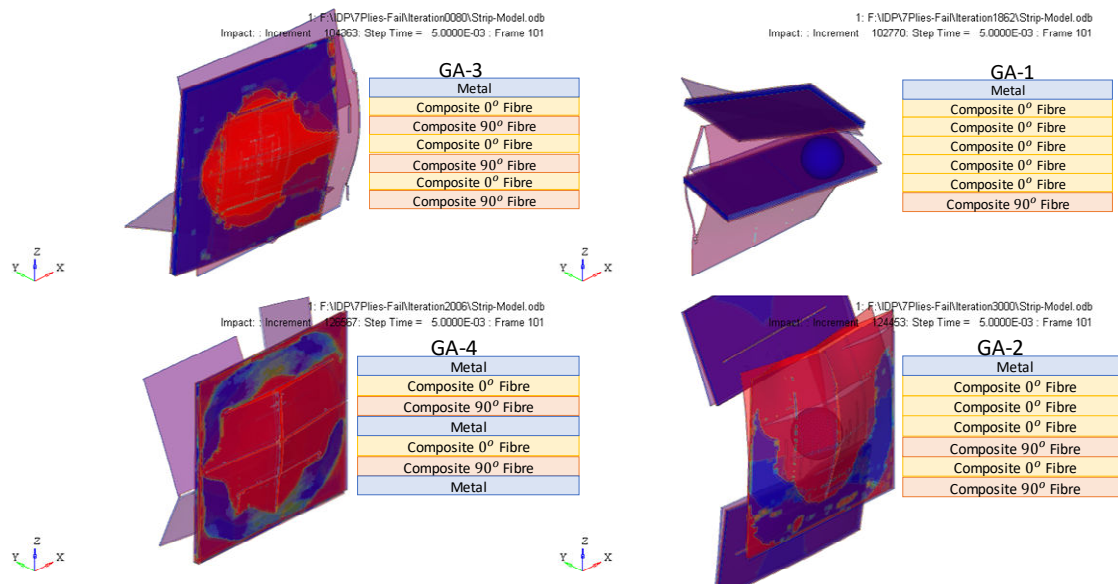 1: F:\IDP\7Plies-Fail\Iteration0080\Strip-Model.odb
Impact: : Increment 104363: Step Time = 5.0000E-03 : Frame 101
GA-3
Metal
Composite 0° Fibre
Composite 90° Fibre
Composite 0° Fibre
Composite 90° Fibre
Composite 0° Fibre
Composite 90° Fibre
Z
Y X
1: F:\IDP\7Plies-Fail\Iteration1862\Strip-Model.odb
Impact: : Increment 102770: Step Time = 5.0000E-03 : Frame 101
GA-1
Metal
Composite 0° Fibre
Composite 0° Fibre
Composite 0° Fibre
Composite 0° Fibre
Composite 0° Fibre
Composite 90° Fibre
Z
Y X
1: F:\IDP\7Plies-Fail\Iteration2006\Strip-Model.odb
Impact: : Increment 126567: Step Time = 5.0000E-03 : Frame 101
GA-4
Metal
Composite 0° Fibre
Composite 90° Fibre
Metal
Composite 0° Fibre
Composite 90° Fibre
Metal
Z
Y X
1: F:\IDP\7Plies-Fail\Iteration3000\Strip-Model.odb
Impact: : Increment 124453: Step Time = 5.0000E-03 : Frame 101
GA-2
Metal
Composite 0° Fibre
Composite 0° Fibre
Composite 0° Fibre
Composite 90° Fibre
Composite 0° Fibre
Composite 90° Fibre
Z
Y X